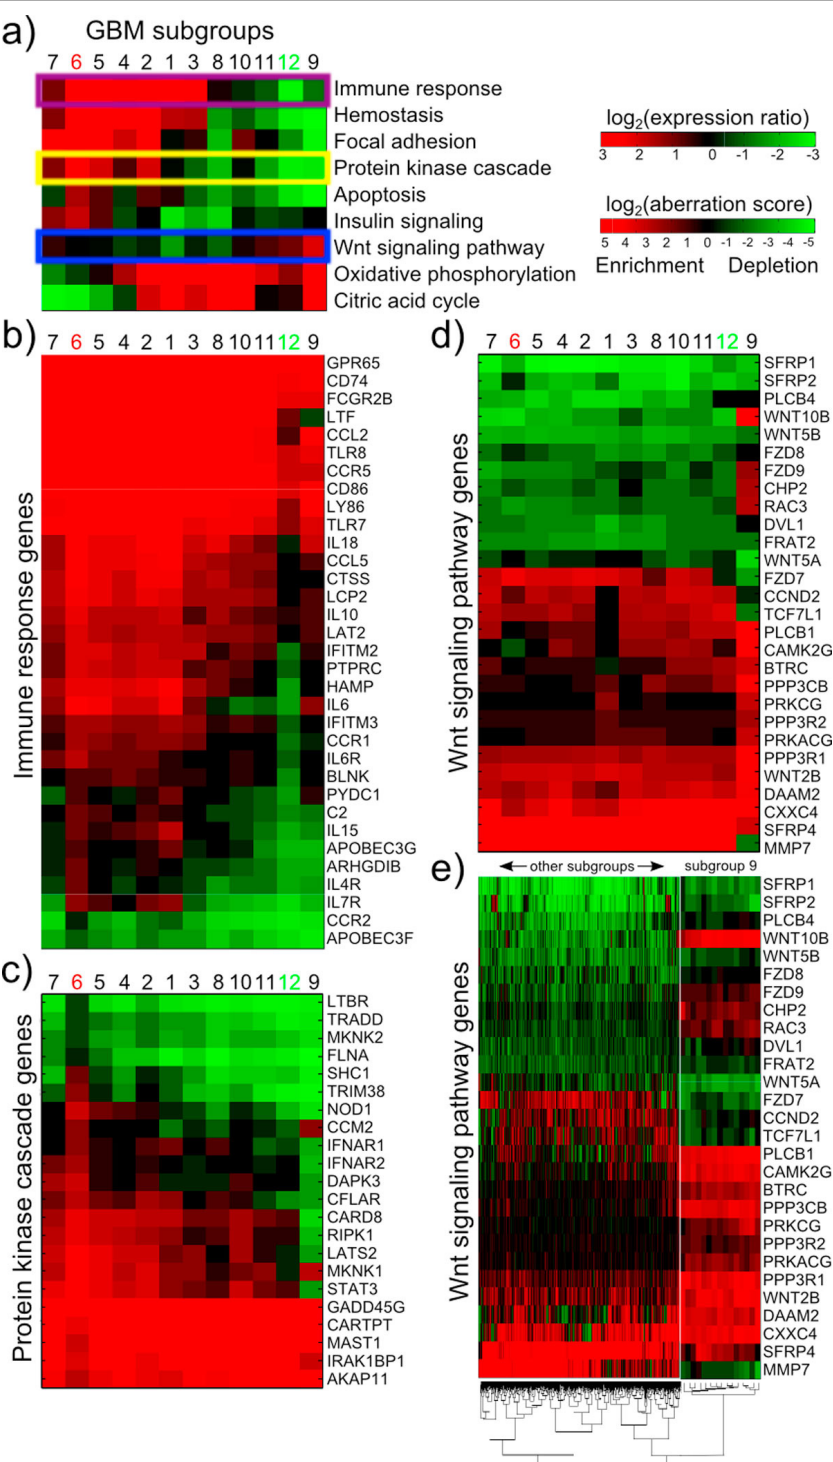 a)
GBM subgroups
7 6 5 4 2 1 3 8 10 11 12 9
Immune response
Hemostasis
Focal adhesion
Protein kinase cascade
Apoptosis
Insulin signaling
Wnt signaling pathway
Oxidative phosphorylation
Citric acid cycle
log2(expression ratio)
3 2 1 0 -1 -2 -3
log2(aberration score)
5 4 3 2 1 0 -1 -2 -3 -4 -5
Enrichment Depletion
b)
7 6 5 4 2 1 3 8 10 11 12 9
Immune response genes
GPR65
CD74
FCGR2B
LTF
CCL2
TLR8
CCR5
CD86
LY86
TLR7
IL18
CCL5
CTSS
LCP2
IL10
LAT2
IFITM2
PTPRC
HAMP
IL6
IFITM3
CCR1
IL6R
BLNK
PYDC1
C2
IL15
APOBEC3G
ARHGDIB
IL4R
IL7R
CCR2
APOBEC3F
c)
7 6 5 4 2 1 3 8 10 11 12 9
Protein kinase cascade genes
LTBR
TRADD
MKNK2
FLNA
SHC1
TRIM38
NOD1
CCM2
IFNAR1
IFNAR2
DAPK3
CFLAR
CARD8
RIPK1
LATS2
MKNK1
STAT3
GADD45G
CARTPT
MAST1
IRAK1BP1
AKAP11
d)
7 6 5 4 2 1 3 8 10 11 12 9
Wnt signaling pathway genes
SFRP1
SFRP2
PLCB4
WNT10B
WNT5B
FZD8
FZD9
CHP2
RAC3
DVL1
FRAT2
WNT5A
FZD7
CCND2
TCF7L1
PLCB1
CAMK2G
BTRC
PPP3CB
PRKCG
PPP3R2
PRKACG
PPP3R1
WNT2B
DAAM2
CXXC4
SFRP4
MMP7
e)
other subgroups
subgroup 9
Wnt signaling pathway genes
SFRP1
SFRP2
PLCB4
WNT10B
WNT5B
FZD8
FZD9
CHP2
RAC3
DVL1
FRAT2
WNT5A
FZD7
CCND2
TCF7L1
PLCB1
CAMK2G
BTRC
PPP3CB
PRKCG
PPP3R2
PRKACG
PPP3R1
WNT2B
DAAM2
CXXC4
SFRP4
MMP7